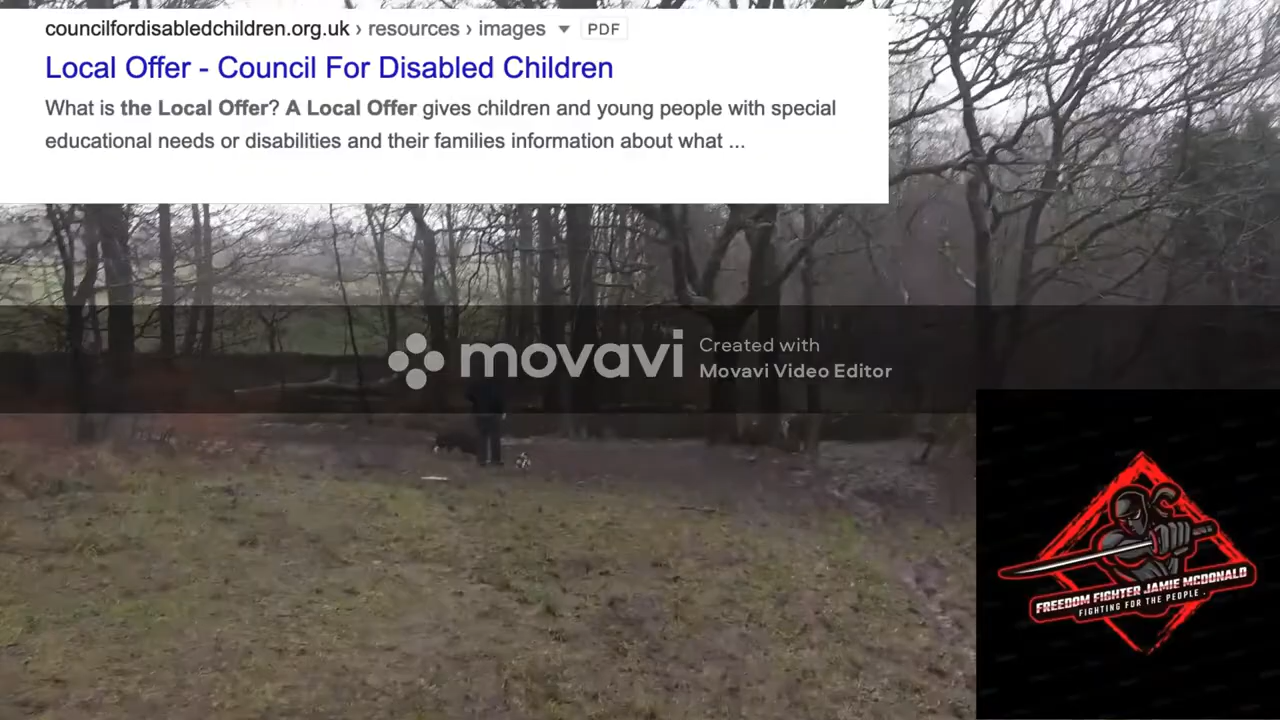 councilfordisabledchildren.org.uk › resources › images PDF
Local Offer - Council For Disabled Children
What is the Local Offer? A Local Offer gives children and young people with special
educational needs or disabilities and their families information about what ...
movavi
Created with
Movavi Video Editor
FREEDOM FIGHTER JAMIE MCDONALD
FIGHTING FOR THE PEOPLE .